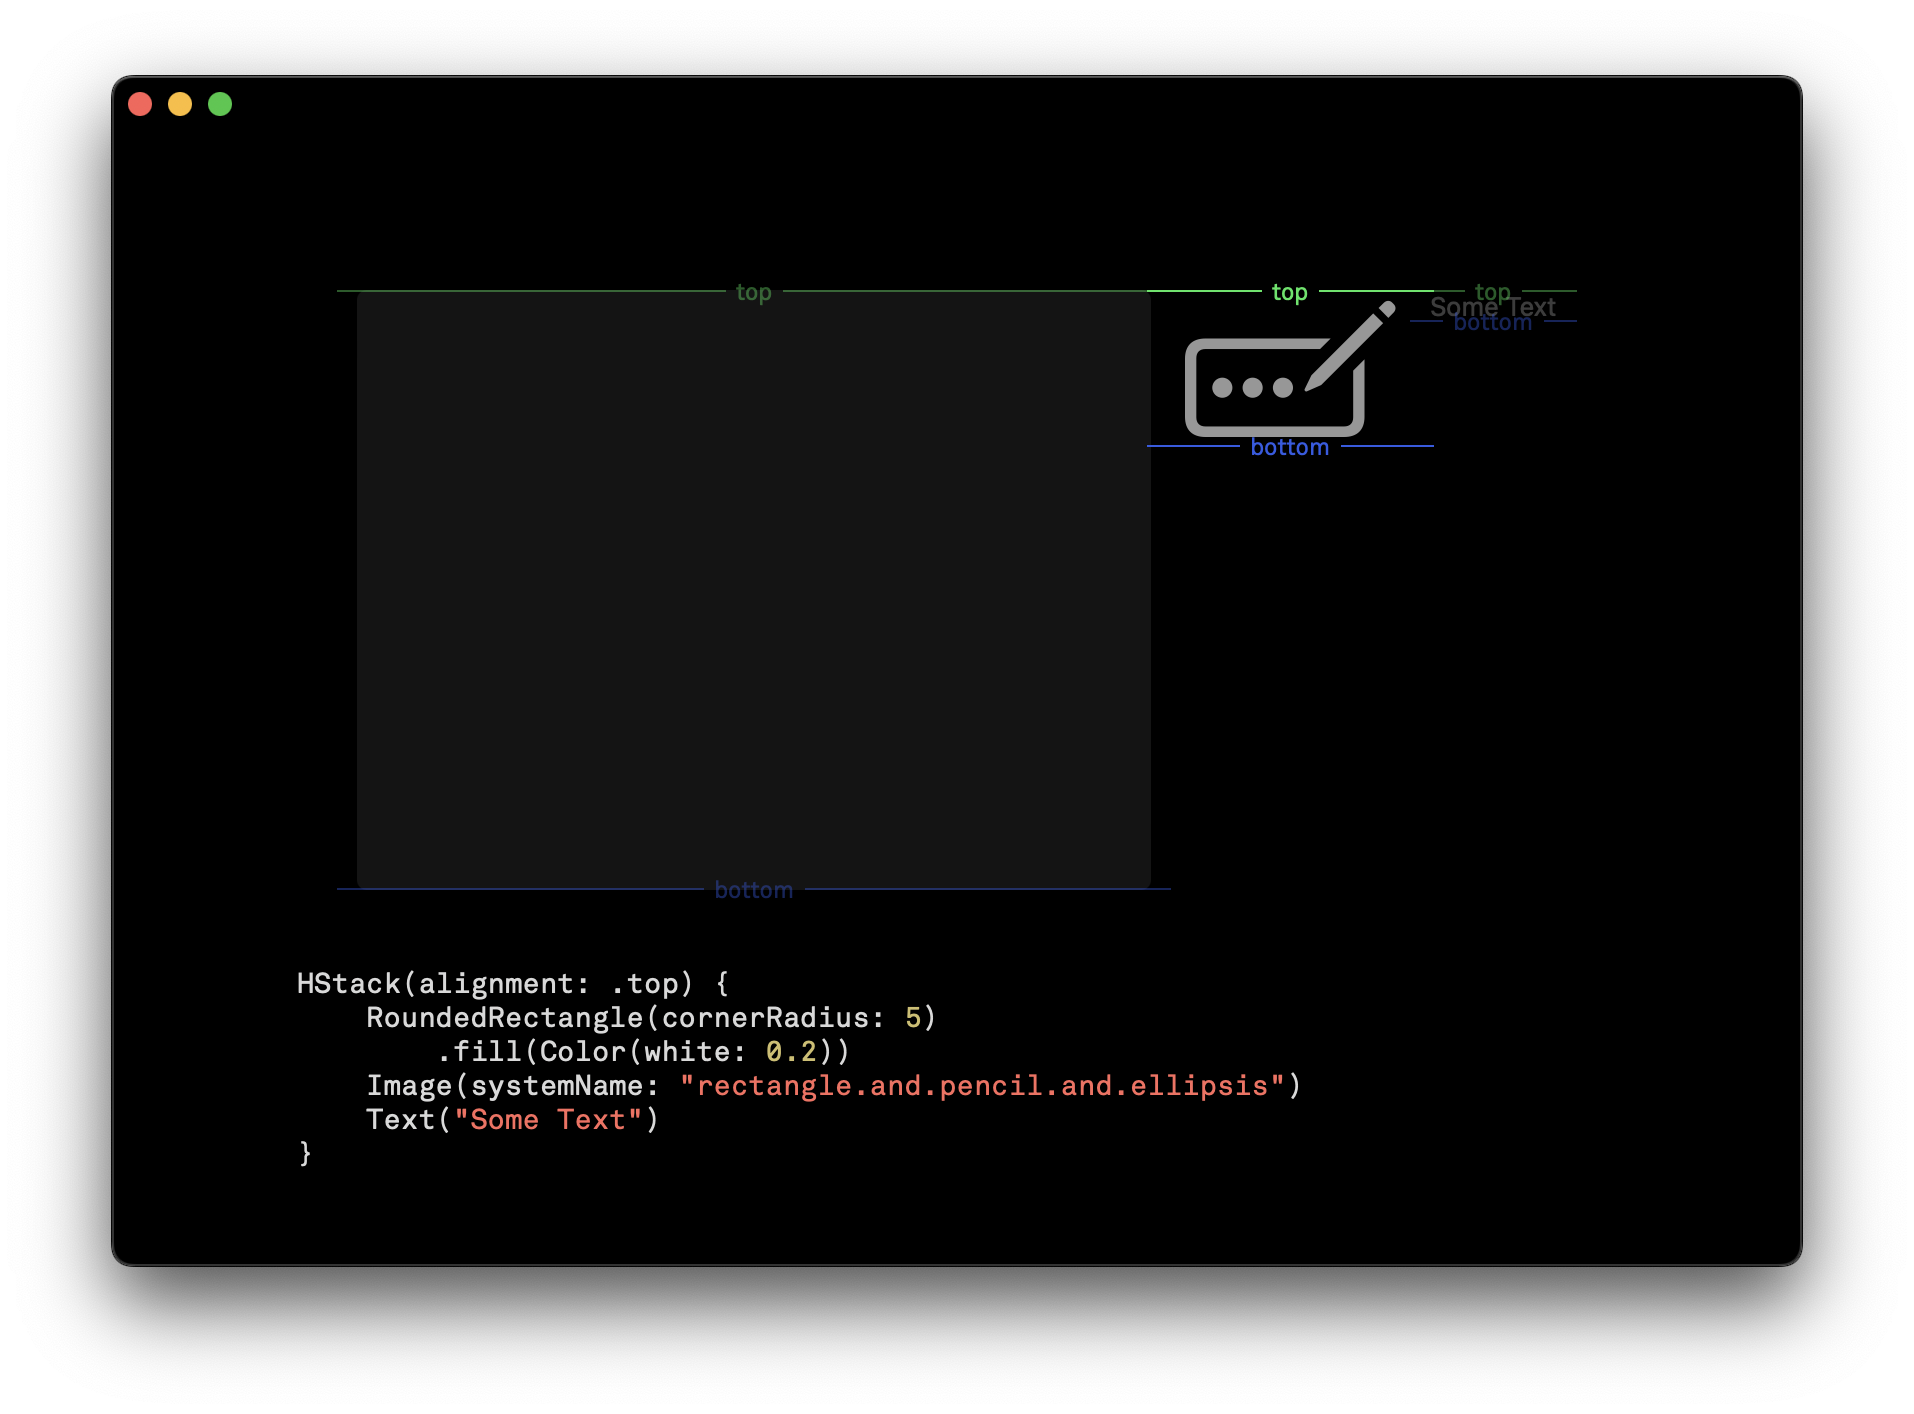 top top top
Some Text
bottom
bottom
bottom
HStack(alignment: .top) {
    RoundedRectangle(cornerRadius: 5)
        .fill(Color(white: 0.2))
    Image(systemName: "rectangle.and.pencil.and.ellipsis")
    Text("Some Text")
}